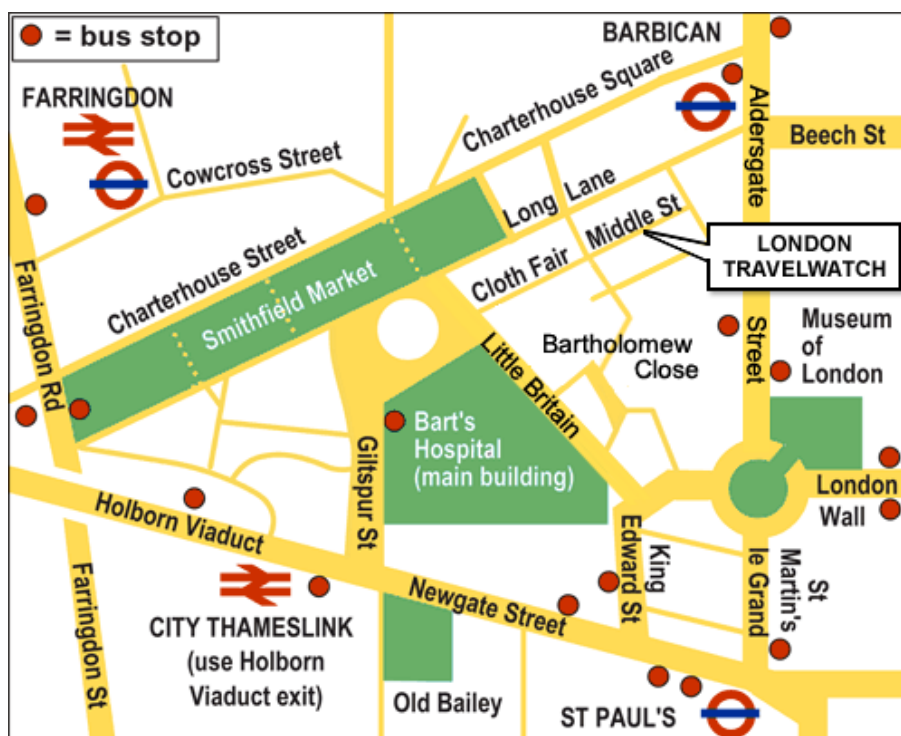 = bus stop
BARBICAN
FARRINGDON
Charterhouse Square
Aldersgate
Beech St
Cowcross Street
Long Lane
Middle St
LONDON
TRAVELWATCH
Charterhouse Street
Smithfield Market
Cloth Fair
Farringdon Rd
Street
Museum
of
London
Bartholomew
Close
Little Britain
Bart's
Hospital
(main building)
Giltspur St
London
Wall
Holborn Viaduct
King
Edward St
St
Martin's
le Grand
Farringdon St
Newgate Street
CITY THAMESLINK
(use Holborn
Viaduct exit)
Old Bailey
ST PAUL'S